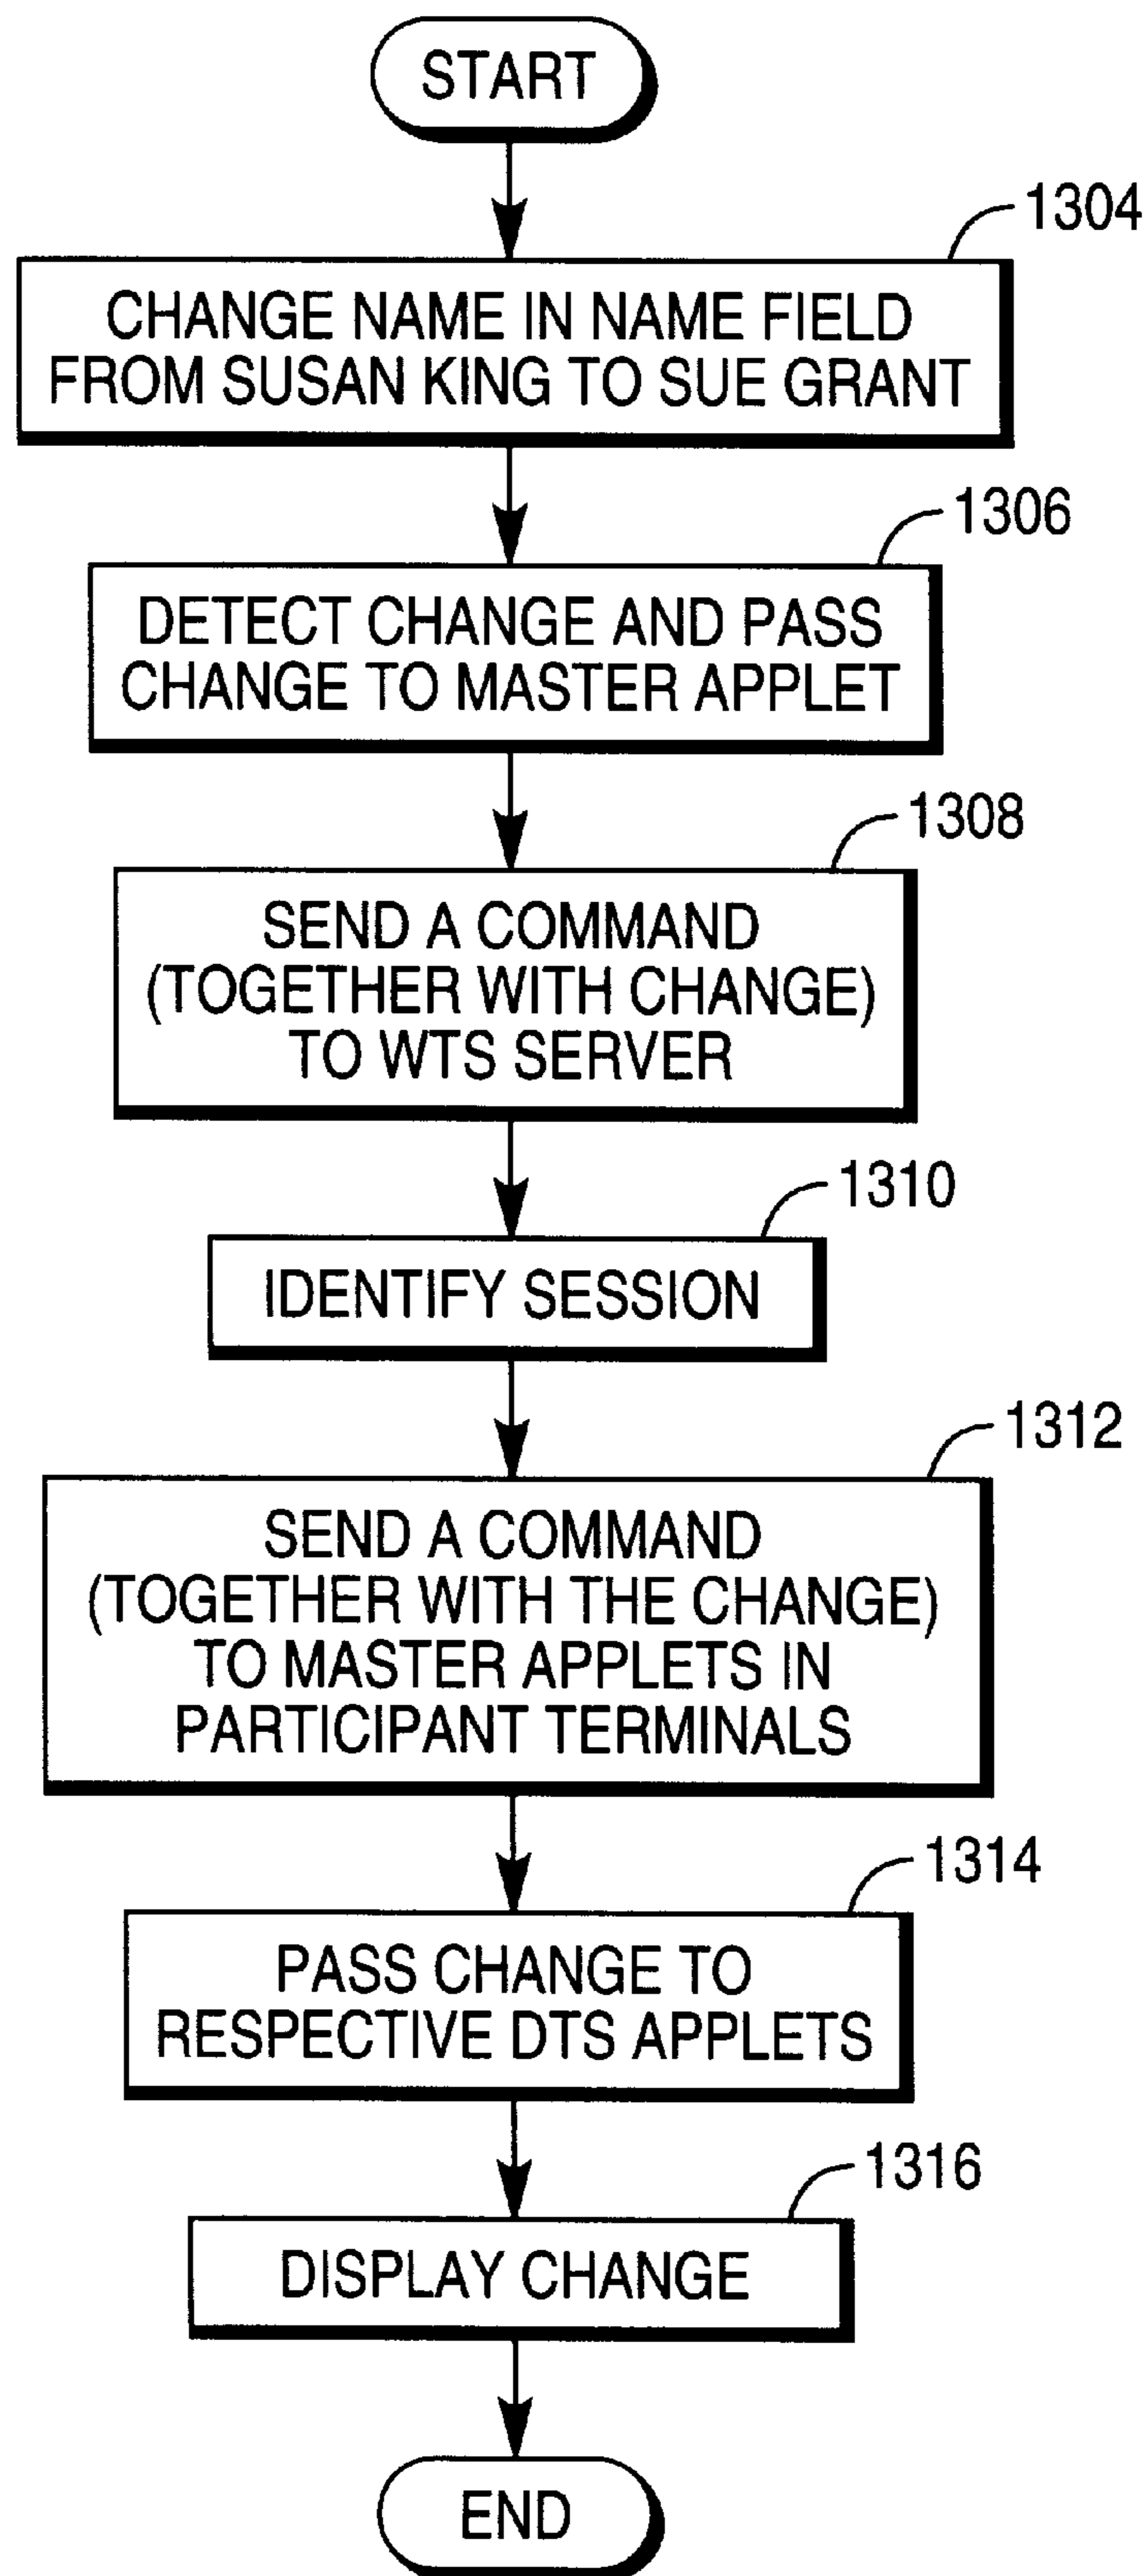 START
1304
CHANGE NAME IN NAME FIELD
FROM SUSAN KING TO SUE GRANT
1306
DETECT CHANGE AND PASS
CHANGE TO MASTER APPLET
1308
SEND A COMMAND
(TOGETHER WITH CHANGE)
TO WTS SERVER
1310
IDENTIFY SESSION
1312
SEND A COMMAND
(TOGETHER WITH THE CHANGE)
TO MASTER APPLETS IN
PARTICIPANT TERMINALS
1314
PASS CHANGE TO
RESPECTIVE DTS APPLETS
1316
DISPLAY CHANGE
END